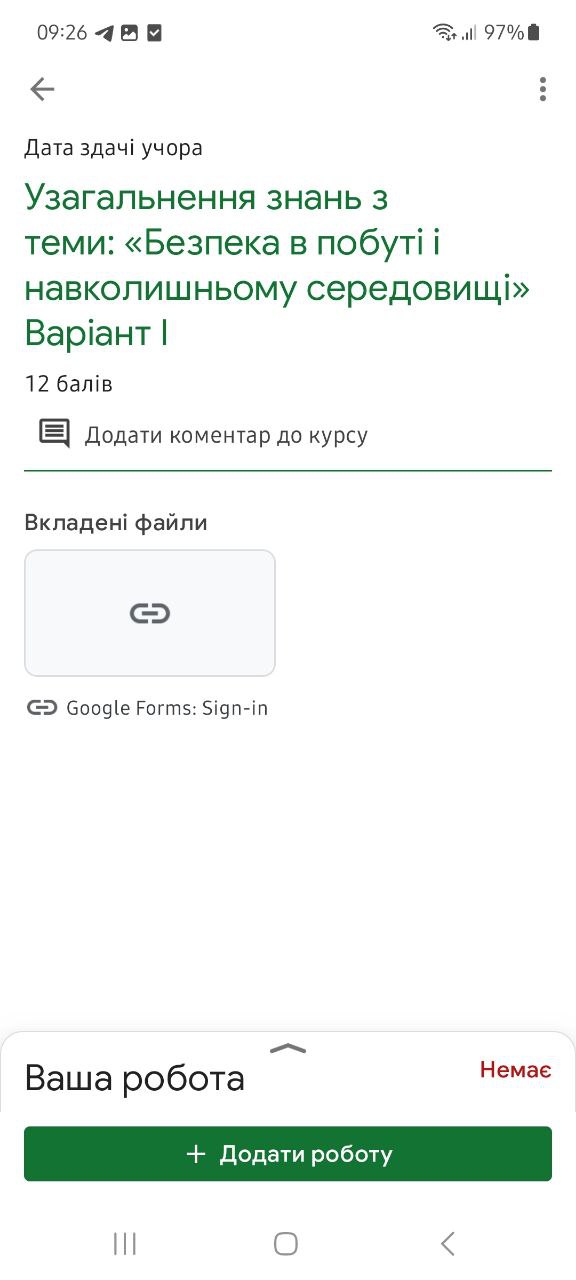 09:26
97%
Дата здачі учора
Узагальнення знань з
теми: «Безпека в побуті і
навколишньому середовищі»
Варіант І
12 балів
Додати коментар до курсу
Вкладені файли
Google Forms: Sign-in
Ваша робота
Немає
+ Додати роботу